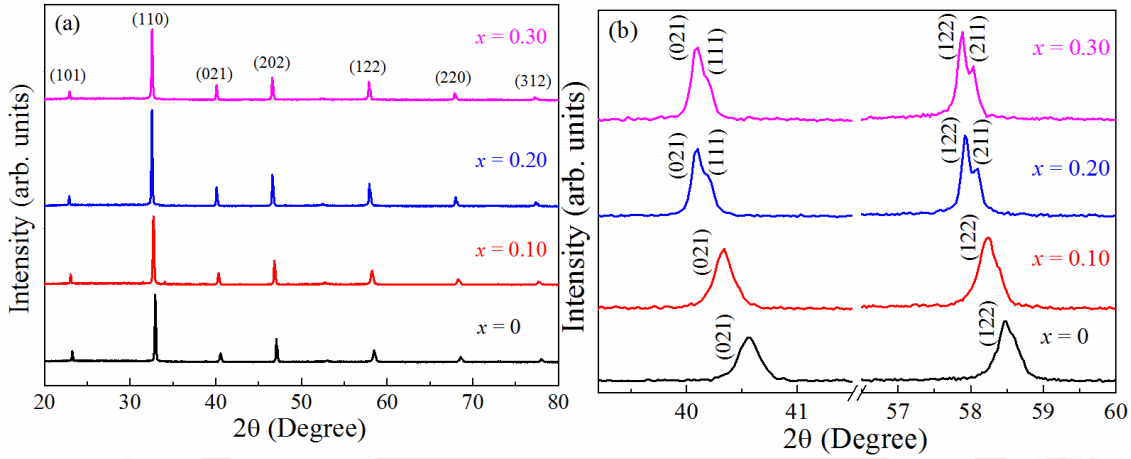 (a)
(110)
x = 0.30
(101)
(021)
(202)
(122)
(220)
(312)
x = 0.20
x = 0.10
x = 0
Intensity (arb. units)
20 30 40 50 60 70 80
2θ (Degree)
(b)
(021)
(111)
(122)
(211)
x = 0.30
(021)
(111)
(122)
(211)
x = 0.20
(021)
(122)
x = 0.10
(021)
(122)
x = 0
Intensity (arb. units)
40 41 57 58 59 60
2θ (Degree)